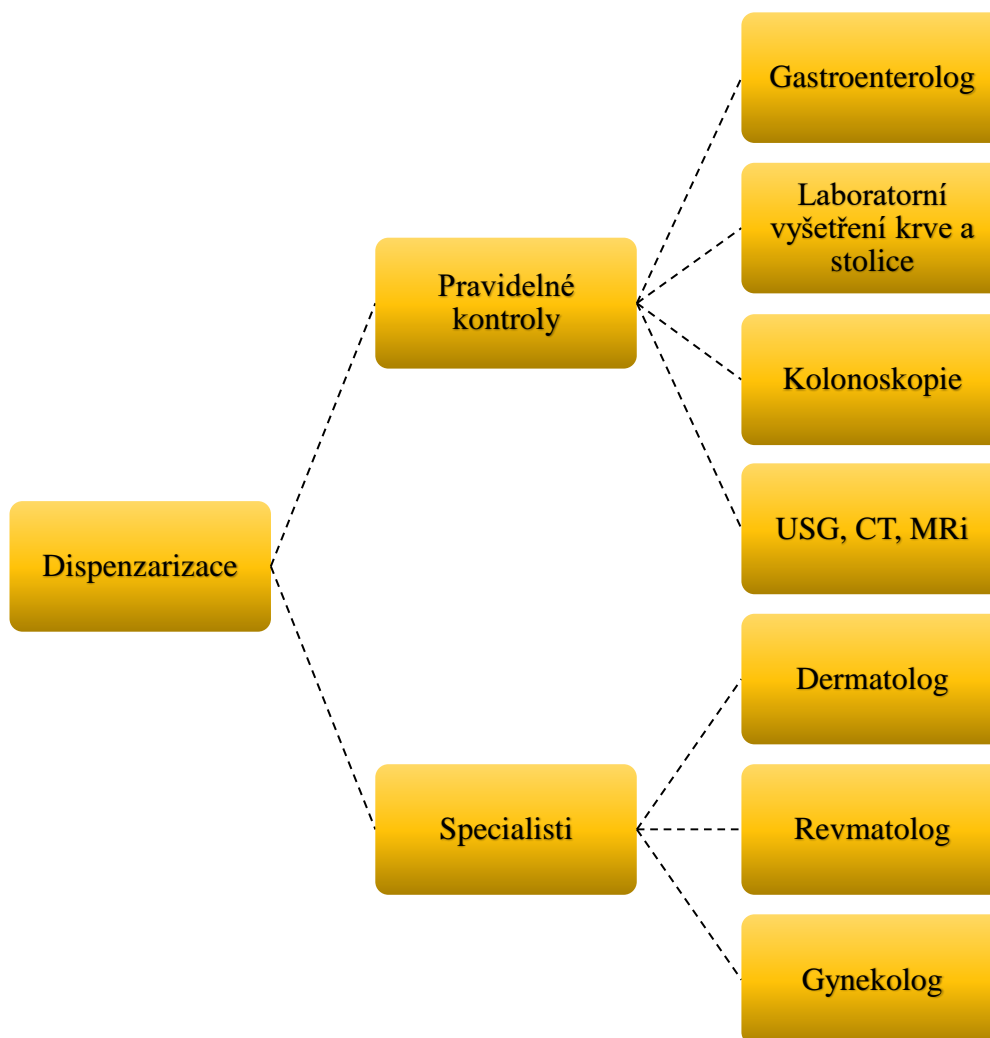 Gastroenterolog
Laboratorní
vyšetření krve a
stolice
Pravidelné
kontroly
Kolonoskopie
USG, CT, MRi
Dispenzarizace
Dermatolog
Specialisti
Revmatolog
Gynekolog